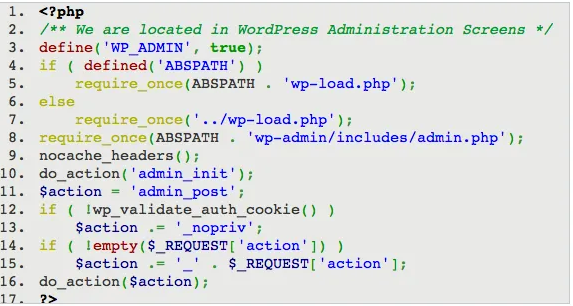 1. <?php
2. /** We are located in WordPress Administration Screens */
3. define('WP_ADMIN', true);
4. if ( defined('ABSPATH') )
5.     require_once(ABSPATH . 'wp-load.php');
6. else
7.     require_once('../wp-load.php');
8. require_once(ABSPATH . 'wp-admin/includes/admin.php');
9. nocache_headers();
10. do_action('admin_init');
11. $action = 'admin_post';
12. if ( !wp_validate_auth_cookie() )
13.     $action .= '_nopriv';
14. if ( !empty($_REQUEST['action']) )
15.     $action .= '_' . $_REQUEST['action'];
16. do_action($action);
17. ?>